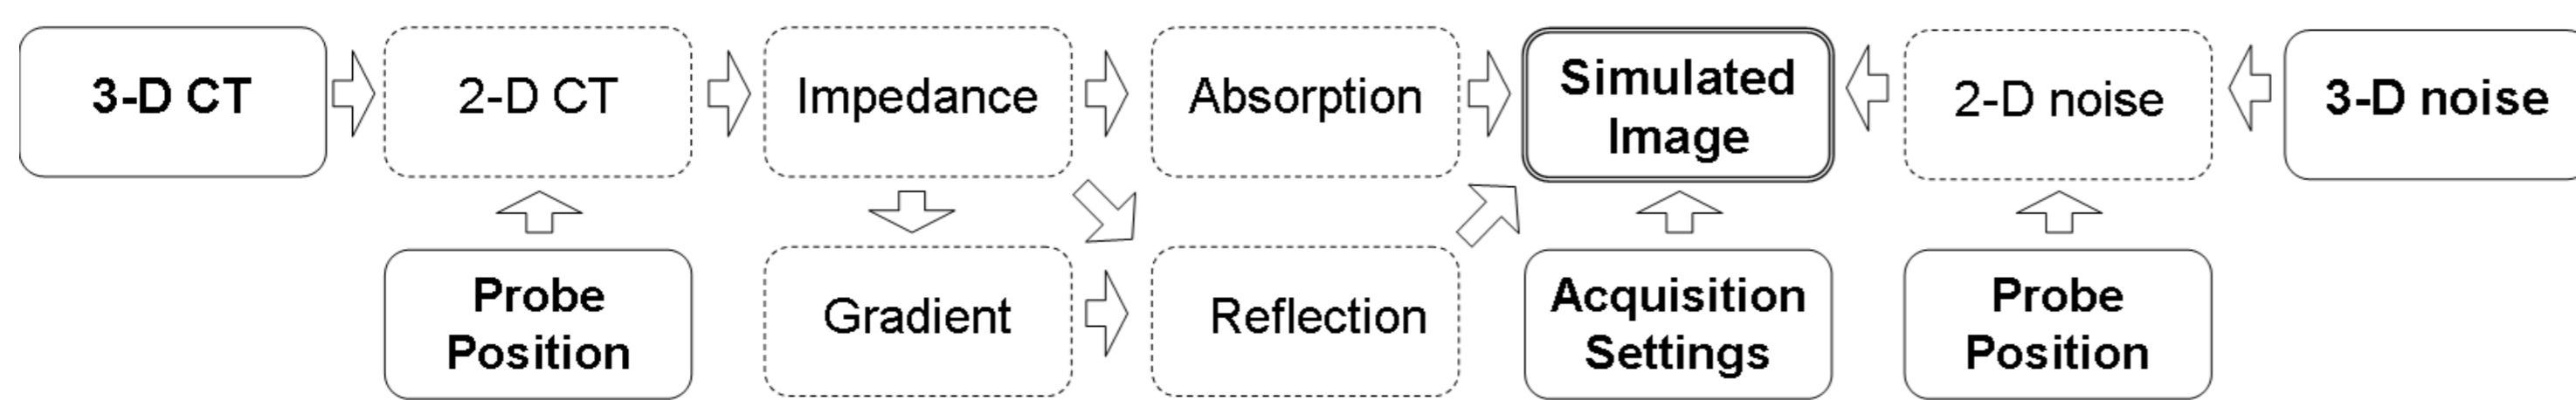 3-D CT
2-D CT
Impedance
Absorption
Simulated
Image
2-D noise
3-D noise
Probe
Position
Gradient
Reflection
Acquisition
Settings
Probe
Position